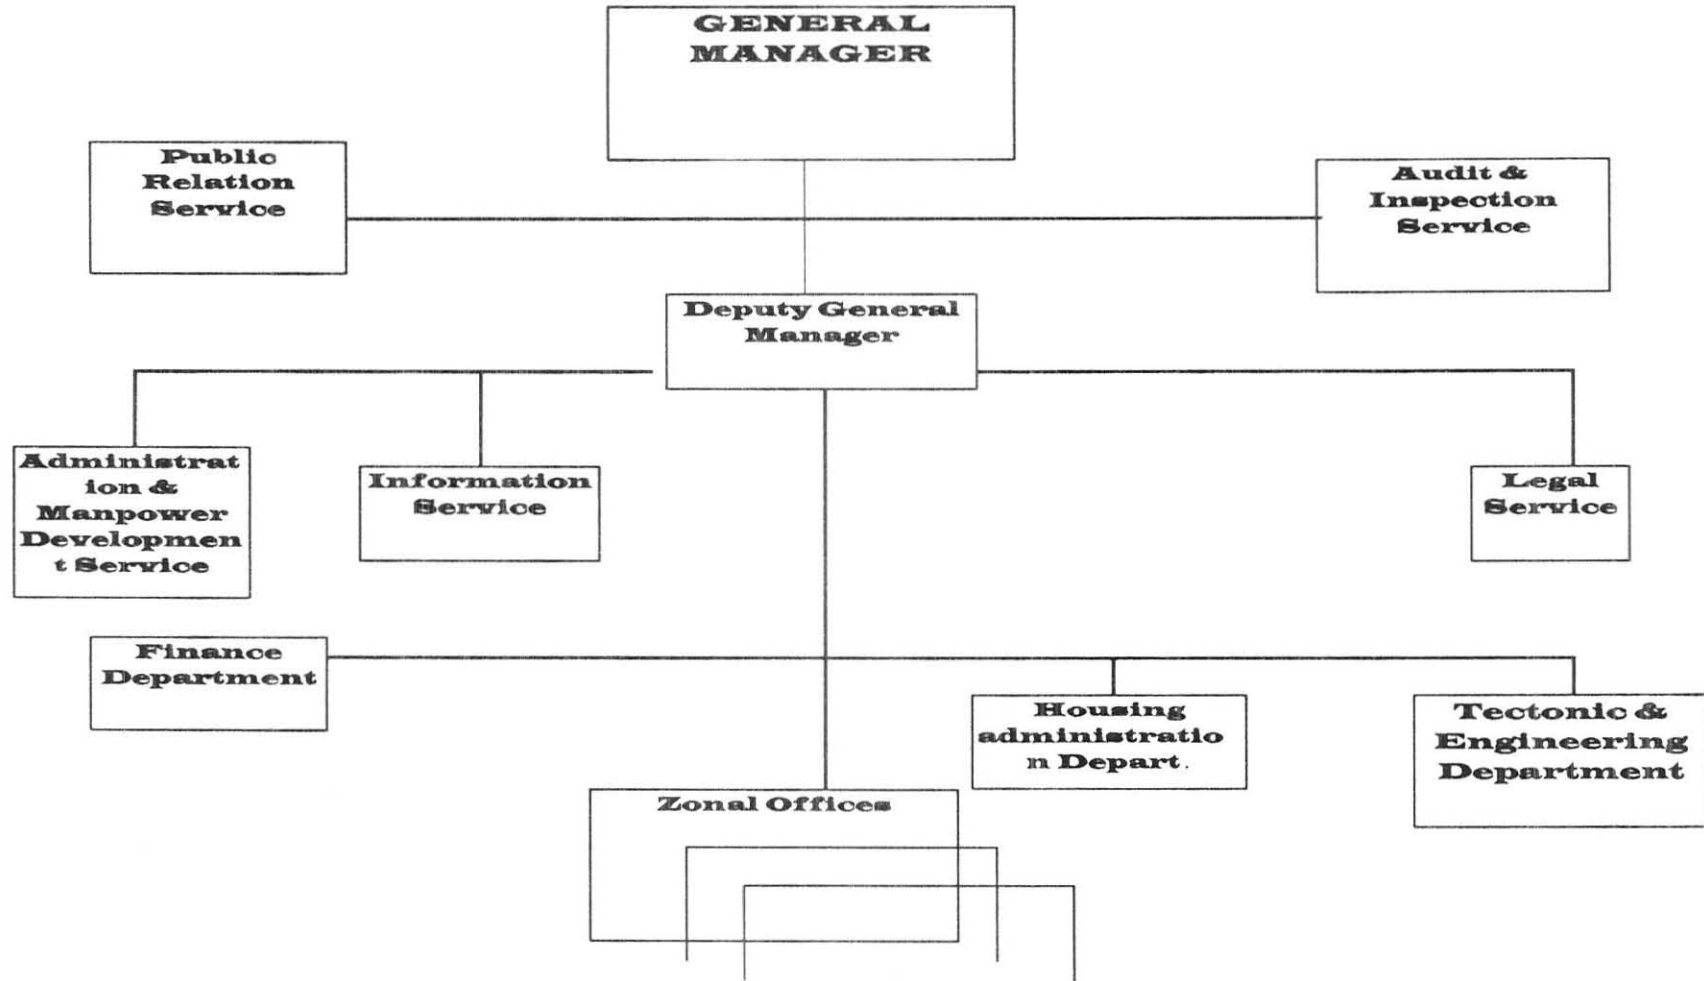 GENERAL
MANAGER
Public
Relation
Service
Audit &
Inspection
Service
Deputy General
Manager
Administrat
ion &
Manpower
Developmen
t Service
Information
Service
Legal
Service
Finance
Department
Housing
administratio
n Depart.
Tectonic &
Engineering
Department
Zonal Offices